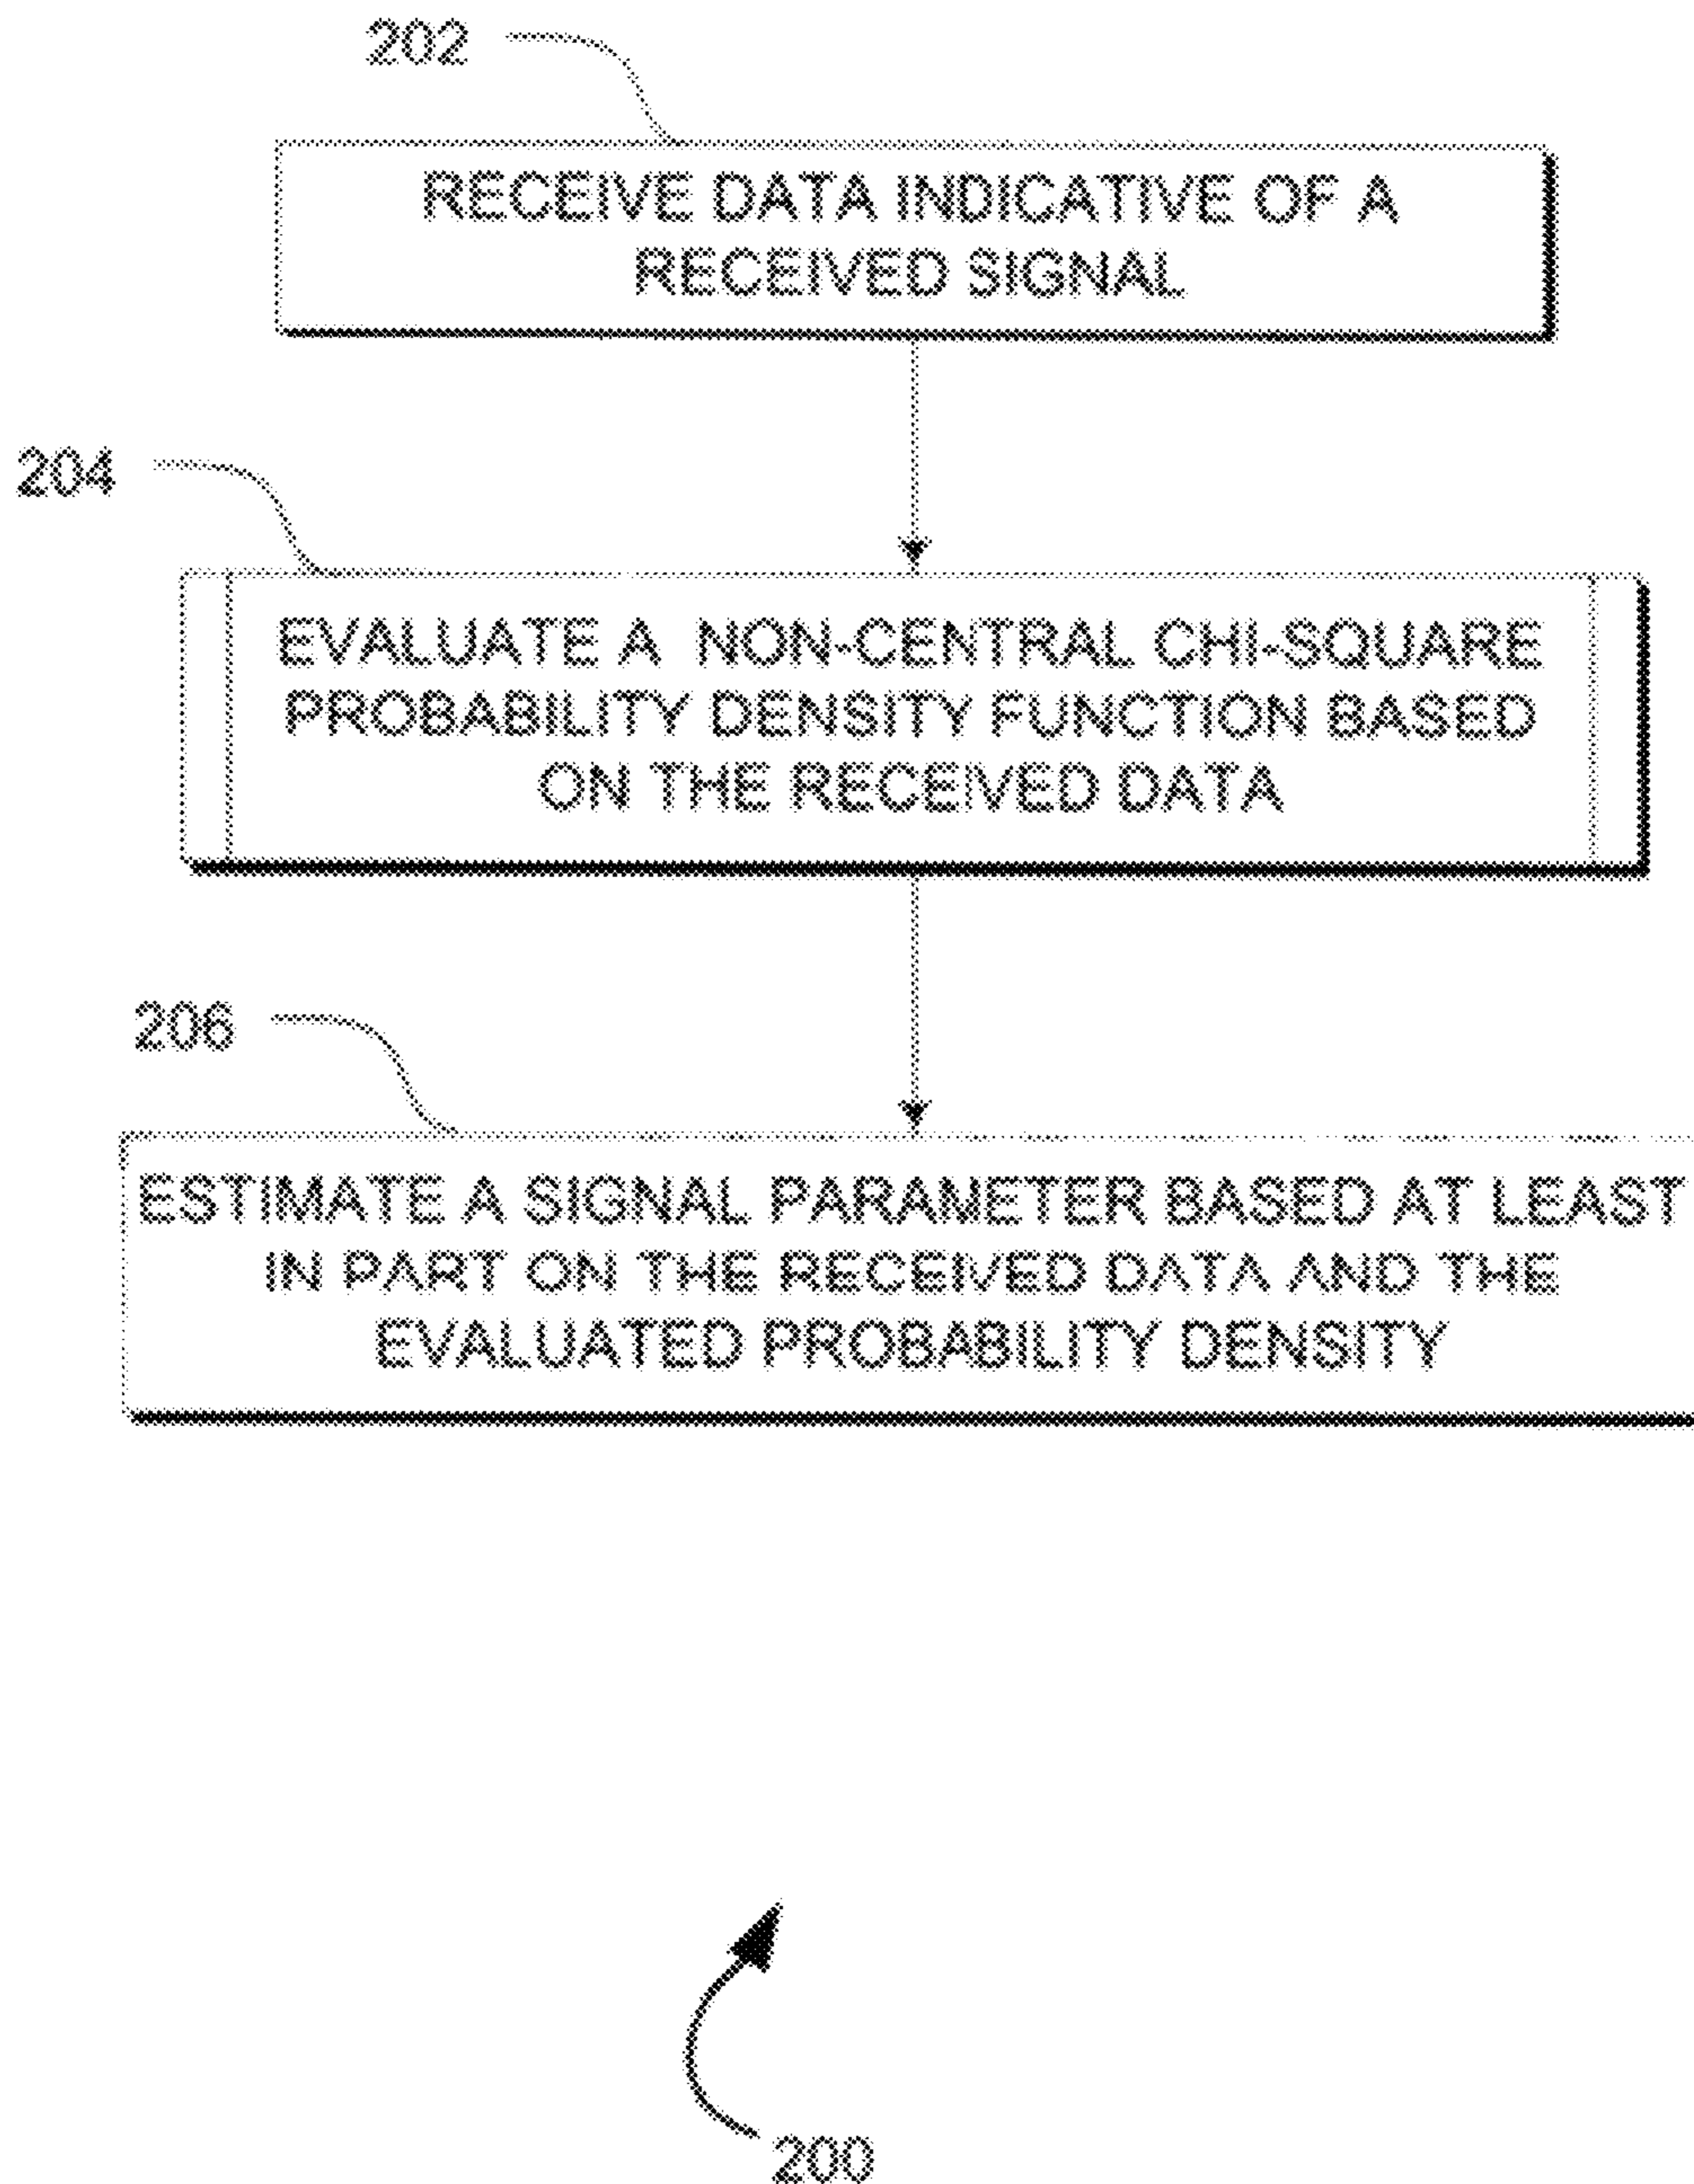 202
RECEIVE DATA INDICATIVE OF A
RECEIVED SIGNAL
204
EVALUATE A NON-CENTRAL CHI-SQUARE
PROBABILITY DENSITY FUNCTION BASED
ON THE RECEIVED DATA
206
ESTIMATE A SIGNAL PARAMETER BASED AT LEAST
IN PART ON THE RECEIVED DATA AND THE
EVALUATED PROBABILITY DENSITY
200